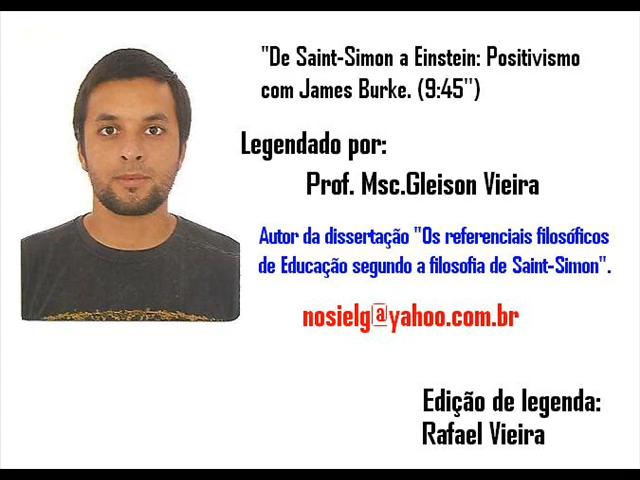 "De Saint-Simon a Einstein: Positivismo
com James Burke. (9:45")
Legendado por:
Prof. Msc.Gleison Vieira
Autor da dissertação "Os referenciais filosóficos
de Educação segundo a filosofia de Saint-Simon".
nosielg@yahoo.com.br
Edição de legenda:
Rafael Vieira